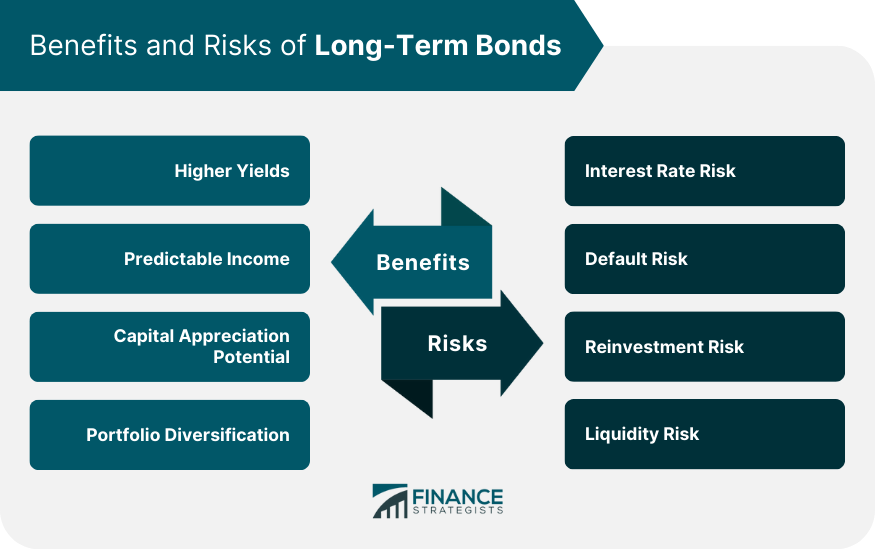 Benefits and Risks of Long-Term Bonds
Higher Yields
Predictable Income
Capital Appreciation
Potential
Portfolio Diversification
Benefits
Risks
Interest Rate Risk
Default Risk
Reinvestment Risk
Liquidity Risk
FINANCE
STRATEGISTS